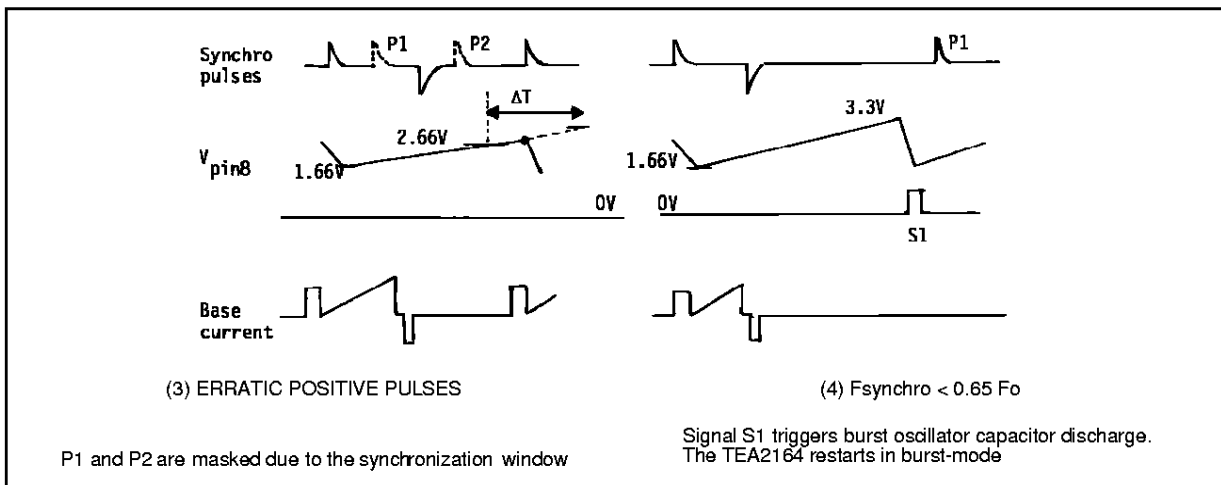 Synchro
pulses
P1
P2
P1
ΔT
2.66V
3.3V
V
pin8
1.66V
1.66V
0V
0V
S1
Base
current
(3) ERRATIC POSITIVE PULSES
(4) Fsynchro < 0.65 Fo
P1 and P2 are masked due to the synchronization window
Signal S1 triggers burst oscillator capacitor discharge.
The TEA2164 restarts in burst-mode